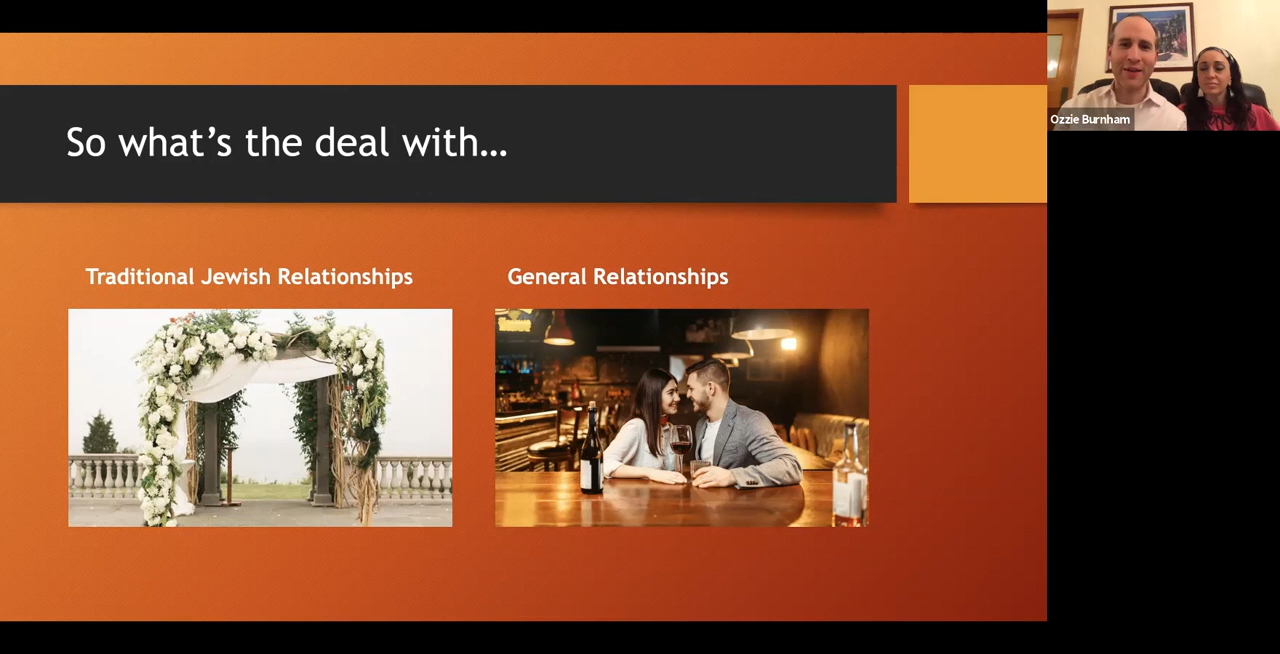 So what’s the deal with…
Traditional Jewish Relationships
General Relationships
Ozzie Burnham